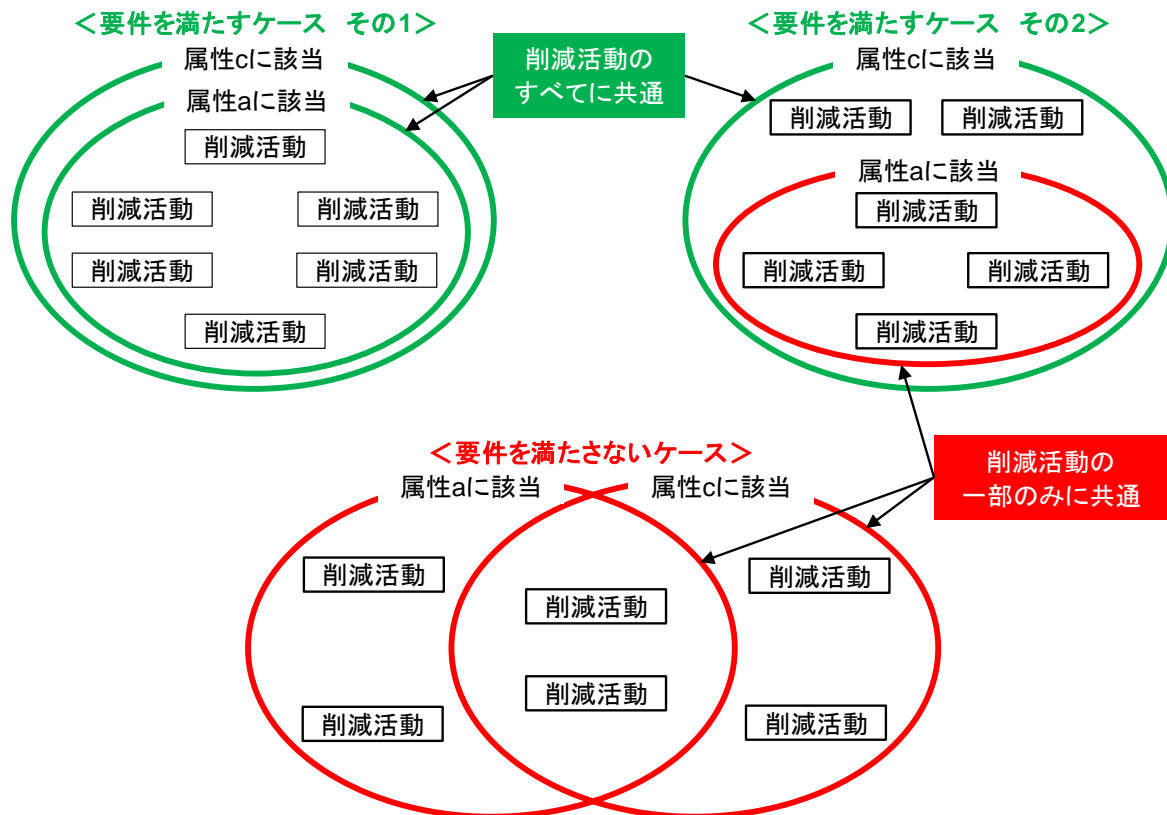 ＜要件を満たすケース　その1＞
属性cに該当
属性aに該当
削減活動
削減活動
削減活動
削減活動
削減活動
削減活動
削減活動の
すべてに共通
＜要件を満たすケース　その2＞
属性cに該当
削減活動
削減活動
属性aに該当
削減活動
削減活動
削減活動
削減活動
＜要件を満たさないケース＞
属性aに該当
属性cに該当
削減活動
削減活動
削減活動
削減活動
削減活動
削減活動
削減活動の
一部のみに共通